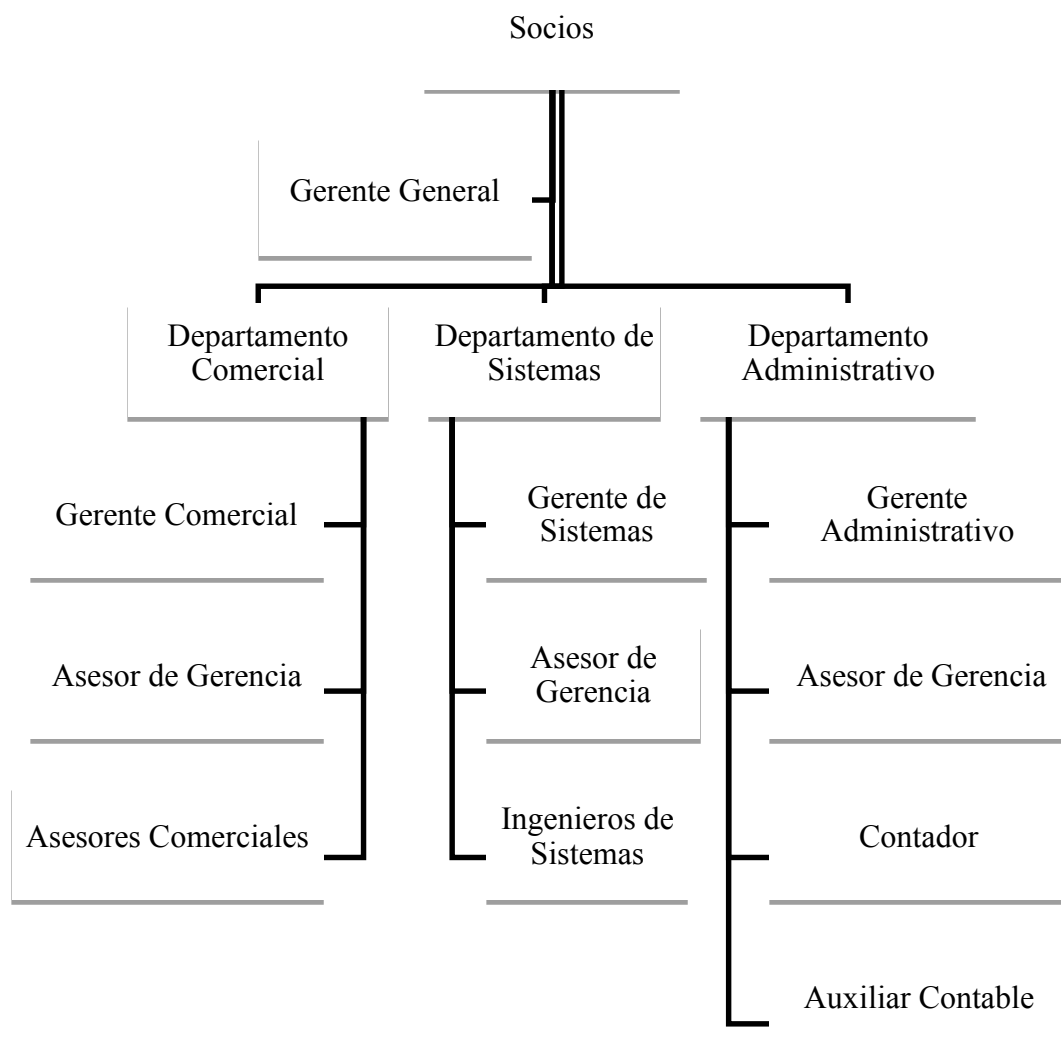 Socios
Gerente General
Departamento
Comercial
Departamento de
Sistemas
Departamento
Administrativo
Gerente Comercial
Gerente de
Sistemas
Gerente
Administrativo
Asesor de Gerencia
Asesor de
Gerencia
Asesor de Gerencia
Asesores Comerciales
Ingenieros de
Sistemas
Contador
Auxiliar Contable